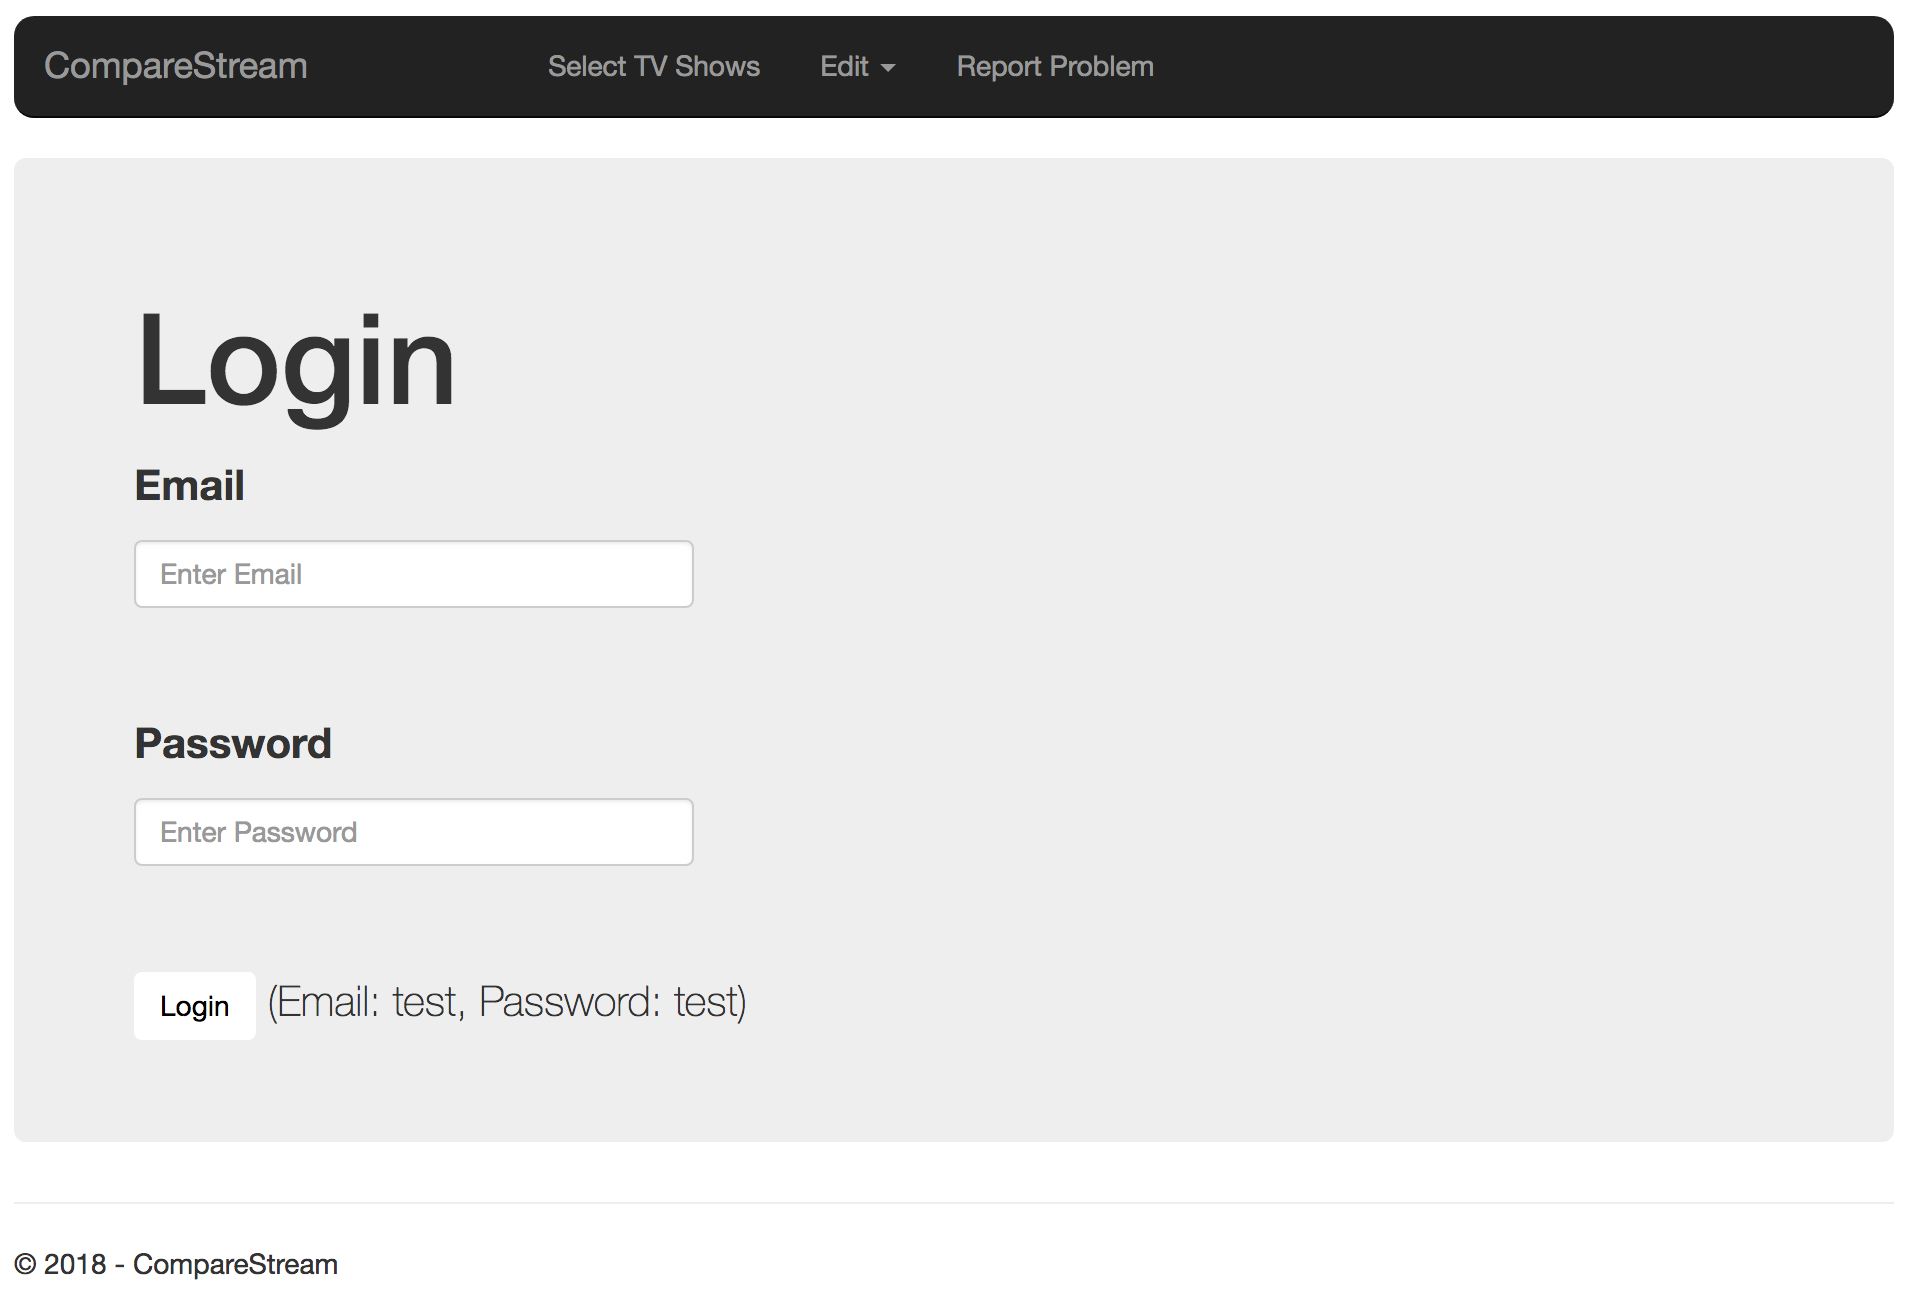 CompareStream Select TV Shows Edit Report Problem
Login
Email
Enter Email
Password
Enter Password
Login (Email: test, Password: test)
© 2018 - CompareStream